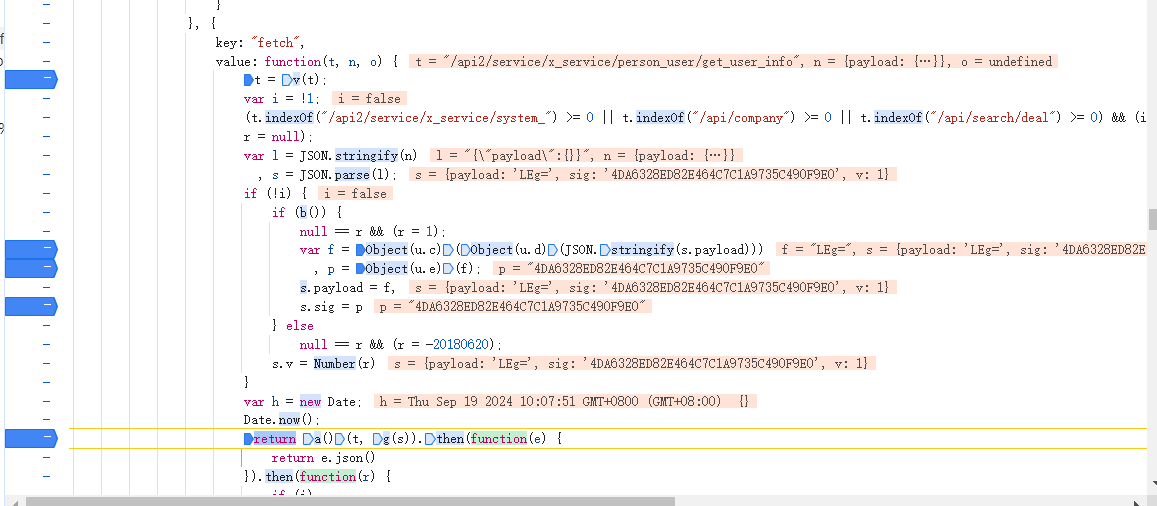 }
}, {
key: "fetch",
value: function(t, n, o) { t = "/api2/service/x_service/person_user/get_user_info", n = {payload: {…}}, o = undefined
t = v(t);
var i = !1; i = false
(t.indexOf("/api2/service/x_service/system_") >= 0 || t.indexOf("/api/company") >= 0 || t.indexOf("/api/search/deal") >= 0) && (i
r = null);
var l = JSON.stringify(n) l = "{\"payload\":{}}", n = {payload: {…}}
, s = JSON.parse(l); s = {payload: 'LEg=', sig: '4DA6328ED82E464C7C1A9735C490F9E0', v: 1}
if (!i) { i = false
if (b()) {
null == r && (r = 1);
var f = Object(u.c)(Object(u.d)(JSON.stringify(s.payload))) f = "LEg=", s = {payload: 'LEg=', sig: '4DA6328ED82E
, p = Object(u.e)(f); p = "4DA6328ED82E464C7C1A9735C490F9E0"
s.payload = f, s = {payload: 'LEg=', sig: '4DA6328ED82E464C7C1A9735C490F9E0', v: 1}
s.sig = p p = "4DA6328ED82E464C7C1A9735C490F9E0"
} else
null == r && (r = -20180620);
s.v = Number(r) s = {payload: 'LEg=', sig: '4DA6328ED82E464C7C1A9735C490F9E0', v: 1}
}
var h = new Date; h = Thu Sep 19 2024 10:07:51 GMT+0800 (GMT+08:00) {}
Date.now();
return a()(t, g(s)).then(function(e) {
return e.json()
}).then(function(r) {
if (i)